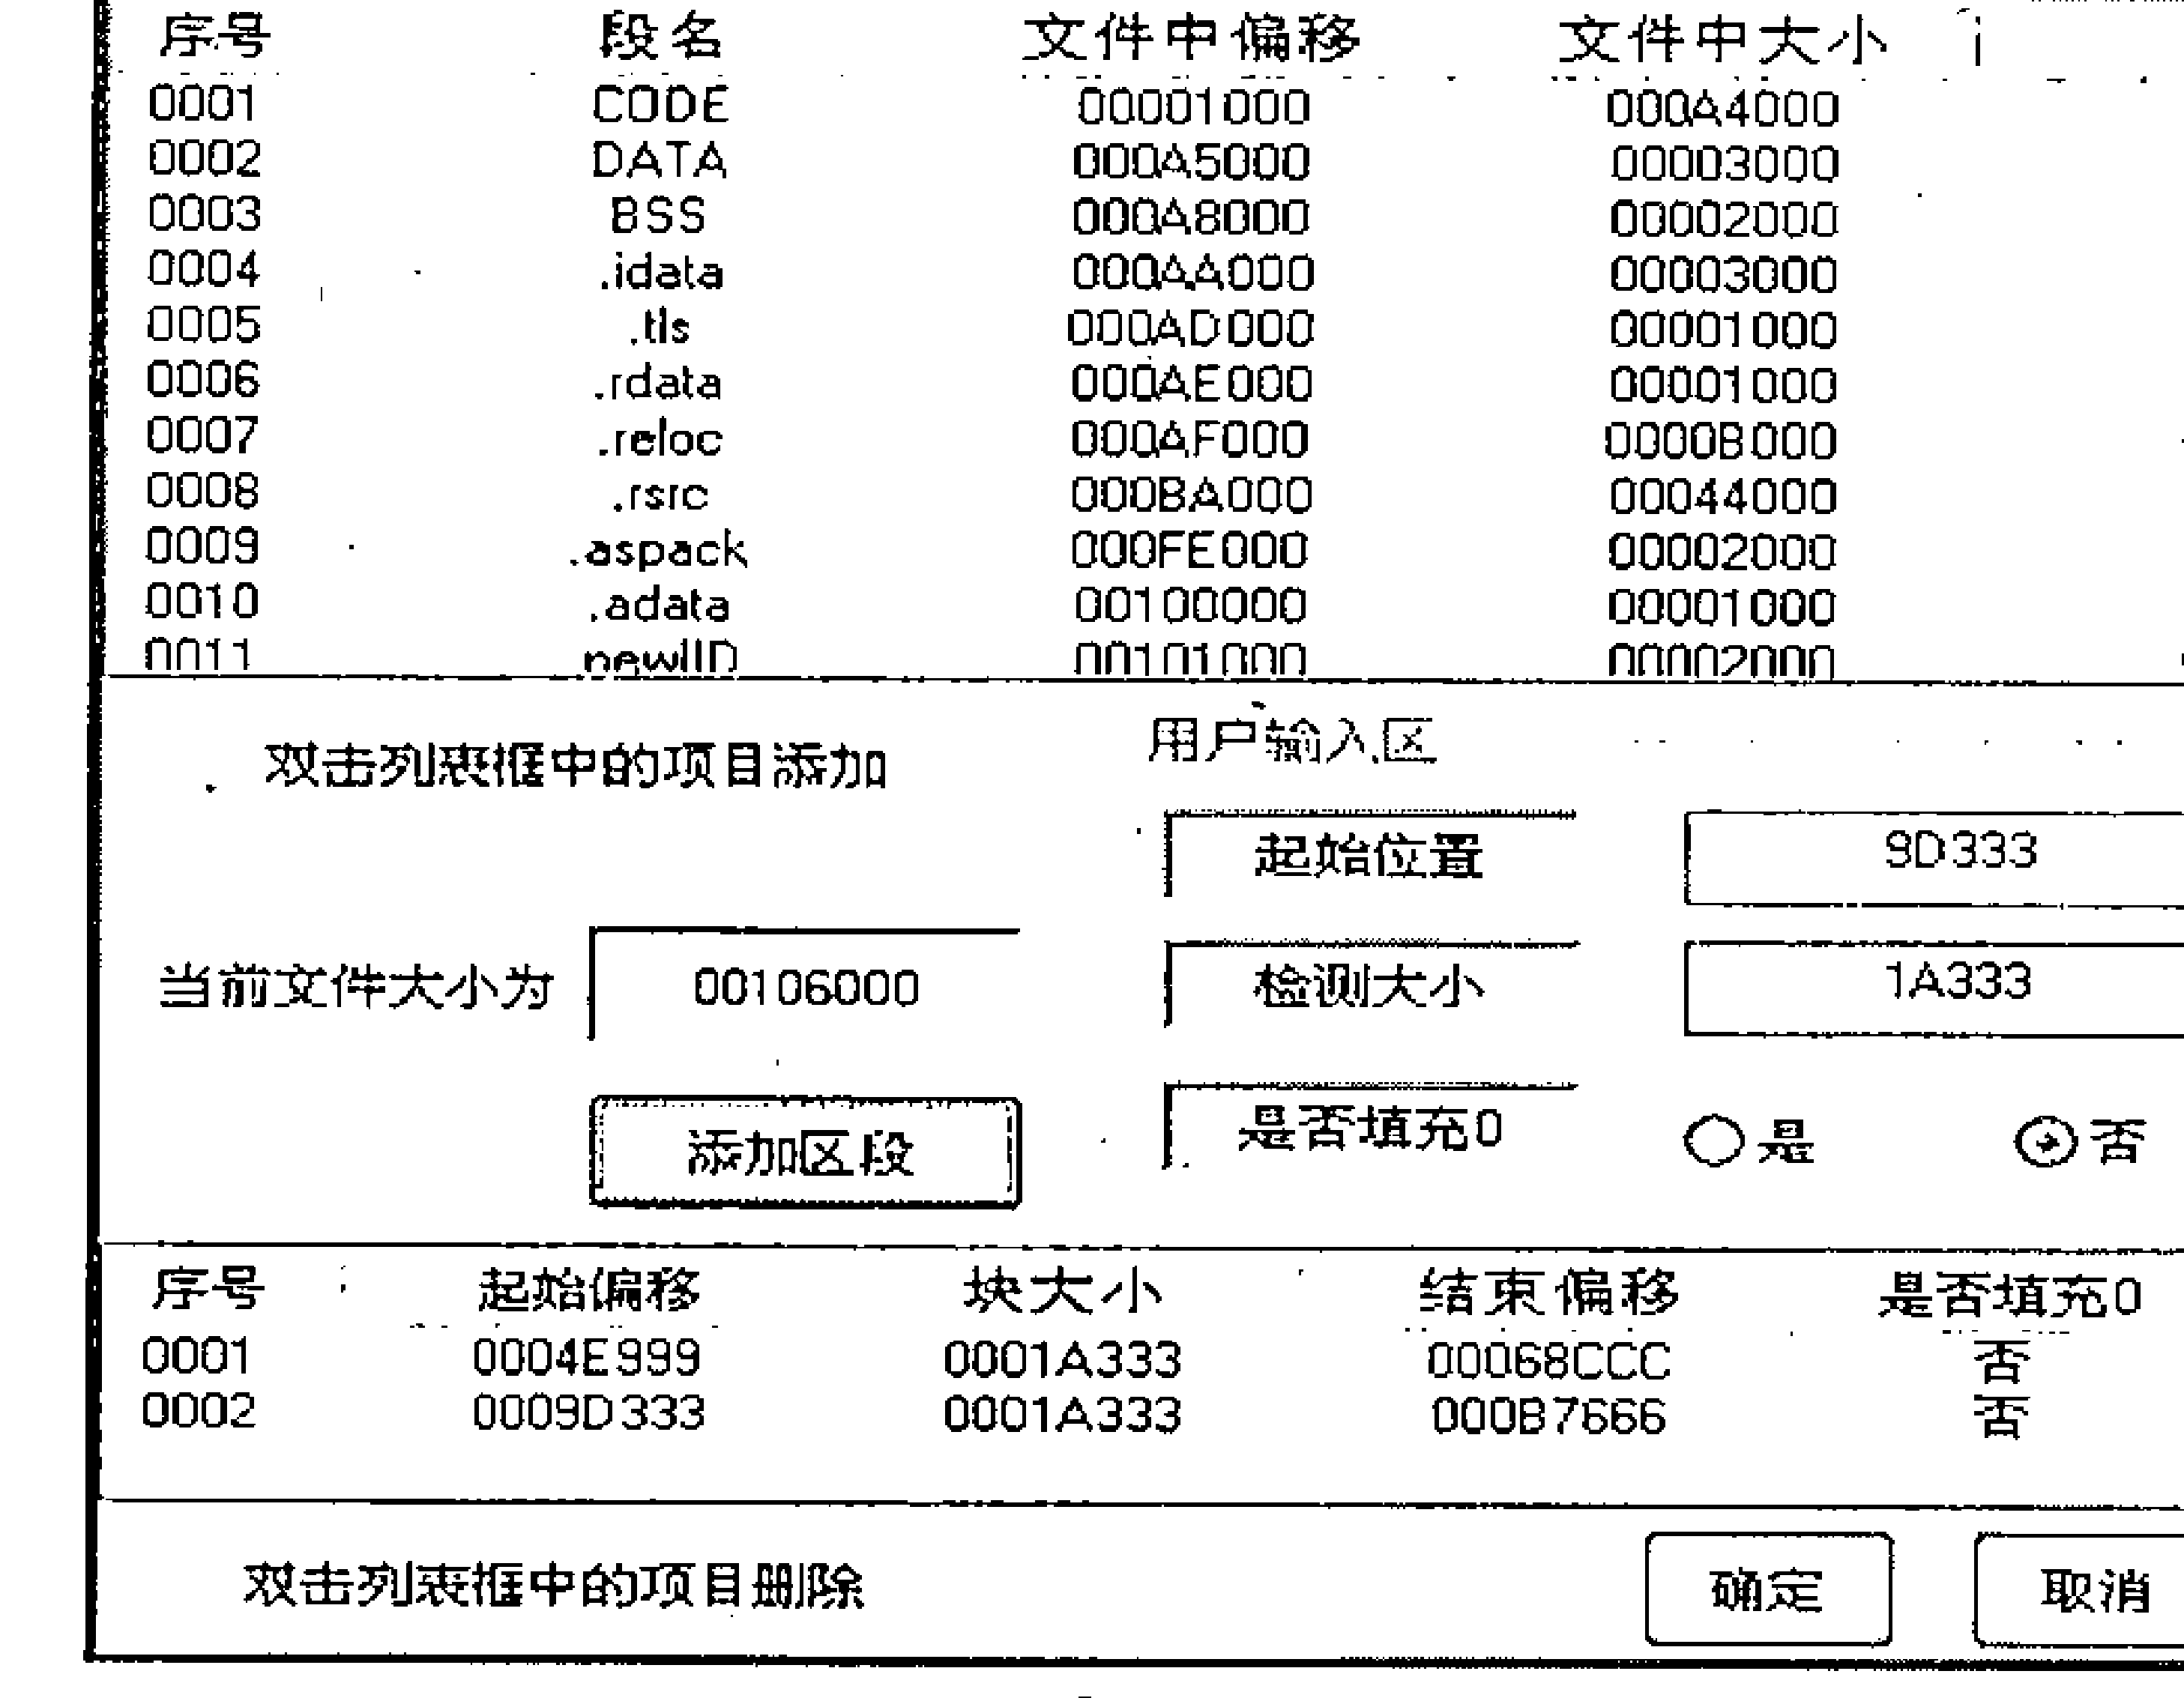 序号 段名 文件中偏移 文件中大小
0001 CODE 00001000 000A4000
0002 DATA 000A5000 00003000
0003 BSS 000A8000 00002000
0004 .idata 000AA000 00003000
0005 .tls 000AD000 00001000
0006 .rdata 000AE000 00001000
0007 .reloc 000AF000 0000B000
0008 .rsrc 000BA000 00044000
0009 .aspack 000FE000 00002000
0010 .adata 00100000 00001000
0011 newIID 00101000 00002000
双击列表框中的项目添加 用户输入区
起始位置 9D333
当前文件大小为 00106000 检测大小 1A333
添加区段 是否填充0 是 否
序号 起始偏移 块大小 结束偏移 是否填充0
0001 0004E999 0001A333 00068CCC 否
0002 0009D333 0001A333 000B7666 否
双击列表框中的项目删除 确定 取消